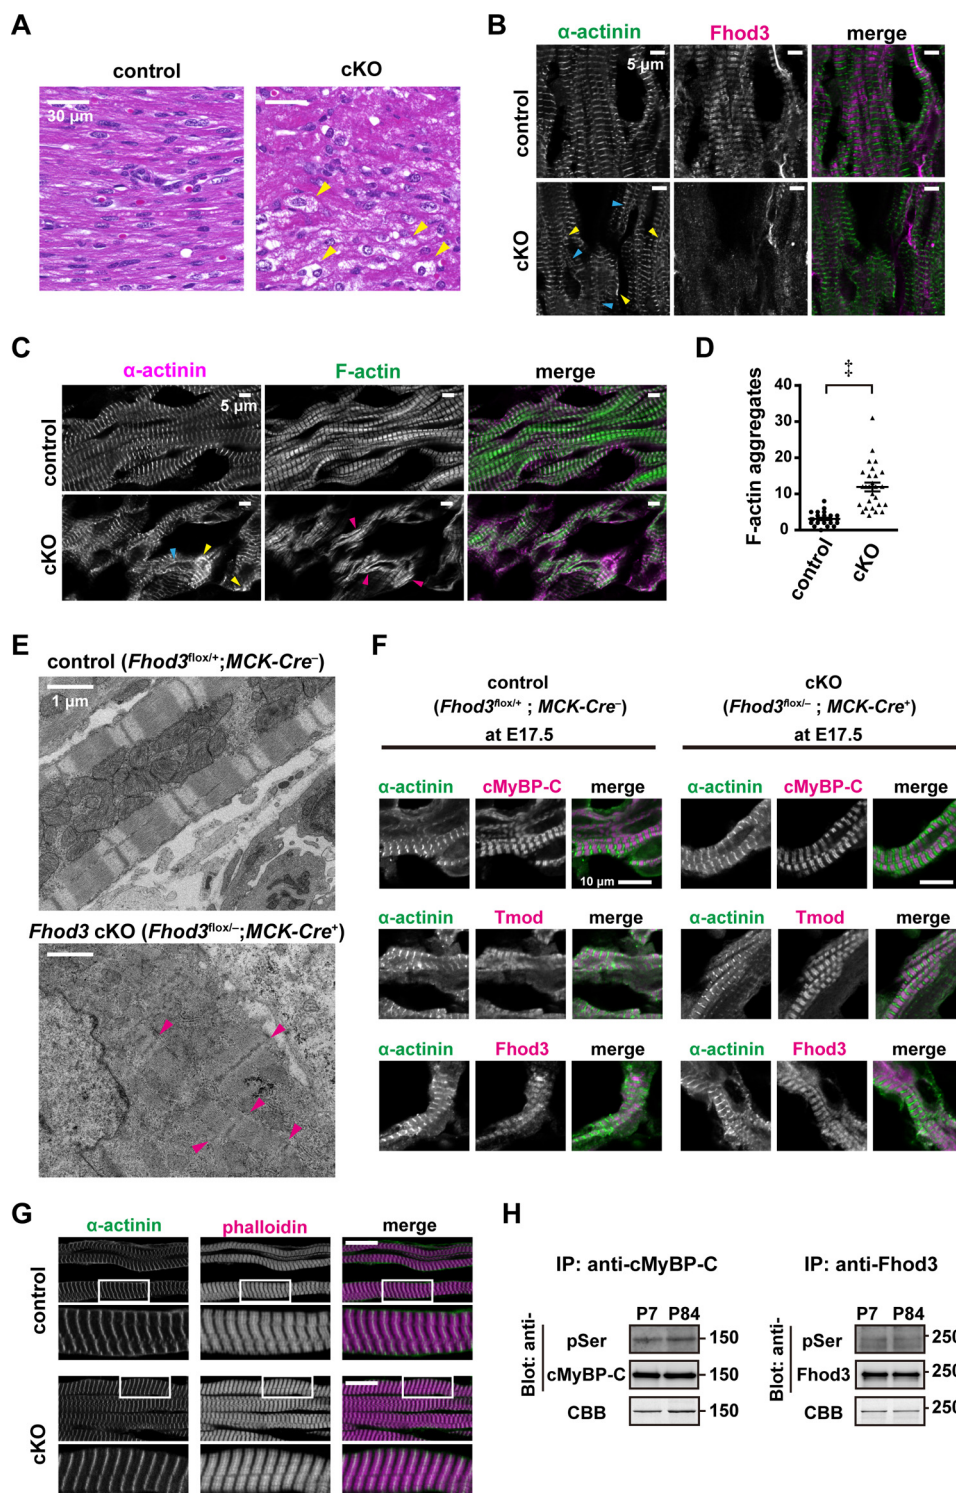 A
control
cKO
30 μm
B
α-actinin
Fhod3
merge
5 μm
control
cKO
C
α-actinin
F-actin
merge
5 μm
control
cKO
D
‡
F-actin aggregates
40
30
20
10
0
control
cKO
E
control (Fhod3flox/+;MCK-Cre–)
1 μm
Fhod3 cKO (Fhod3flox/–;MCK-Cre+)
F
control
(Fhod3flox/+ ; MCK-Cre–)
at E17.5
cKO
(Fhod3flox/– ; MCK-Cre+)
at E17.5
α-actinin cMyBP-C merge
α-actinin cMyBP-C merge
10 μm
α-actinin Tmod merge
α-actinin Tmod merge
α-actinin Fhod3 merge
α-actinin Fhod3 merge
G
α-actinin
phalloidin
merge
control
cKO
H
IP: anti-cMyBP-C
P7 P84
Blot: anti-
pSer
150
cMyBP-C
150
CBB
150
IP: anti-Fhod3
P7 P84
Blot: anti-
pSer
250
Fhod3
250
CBB
250